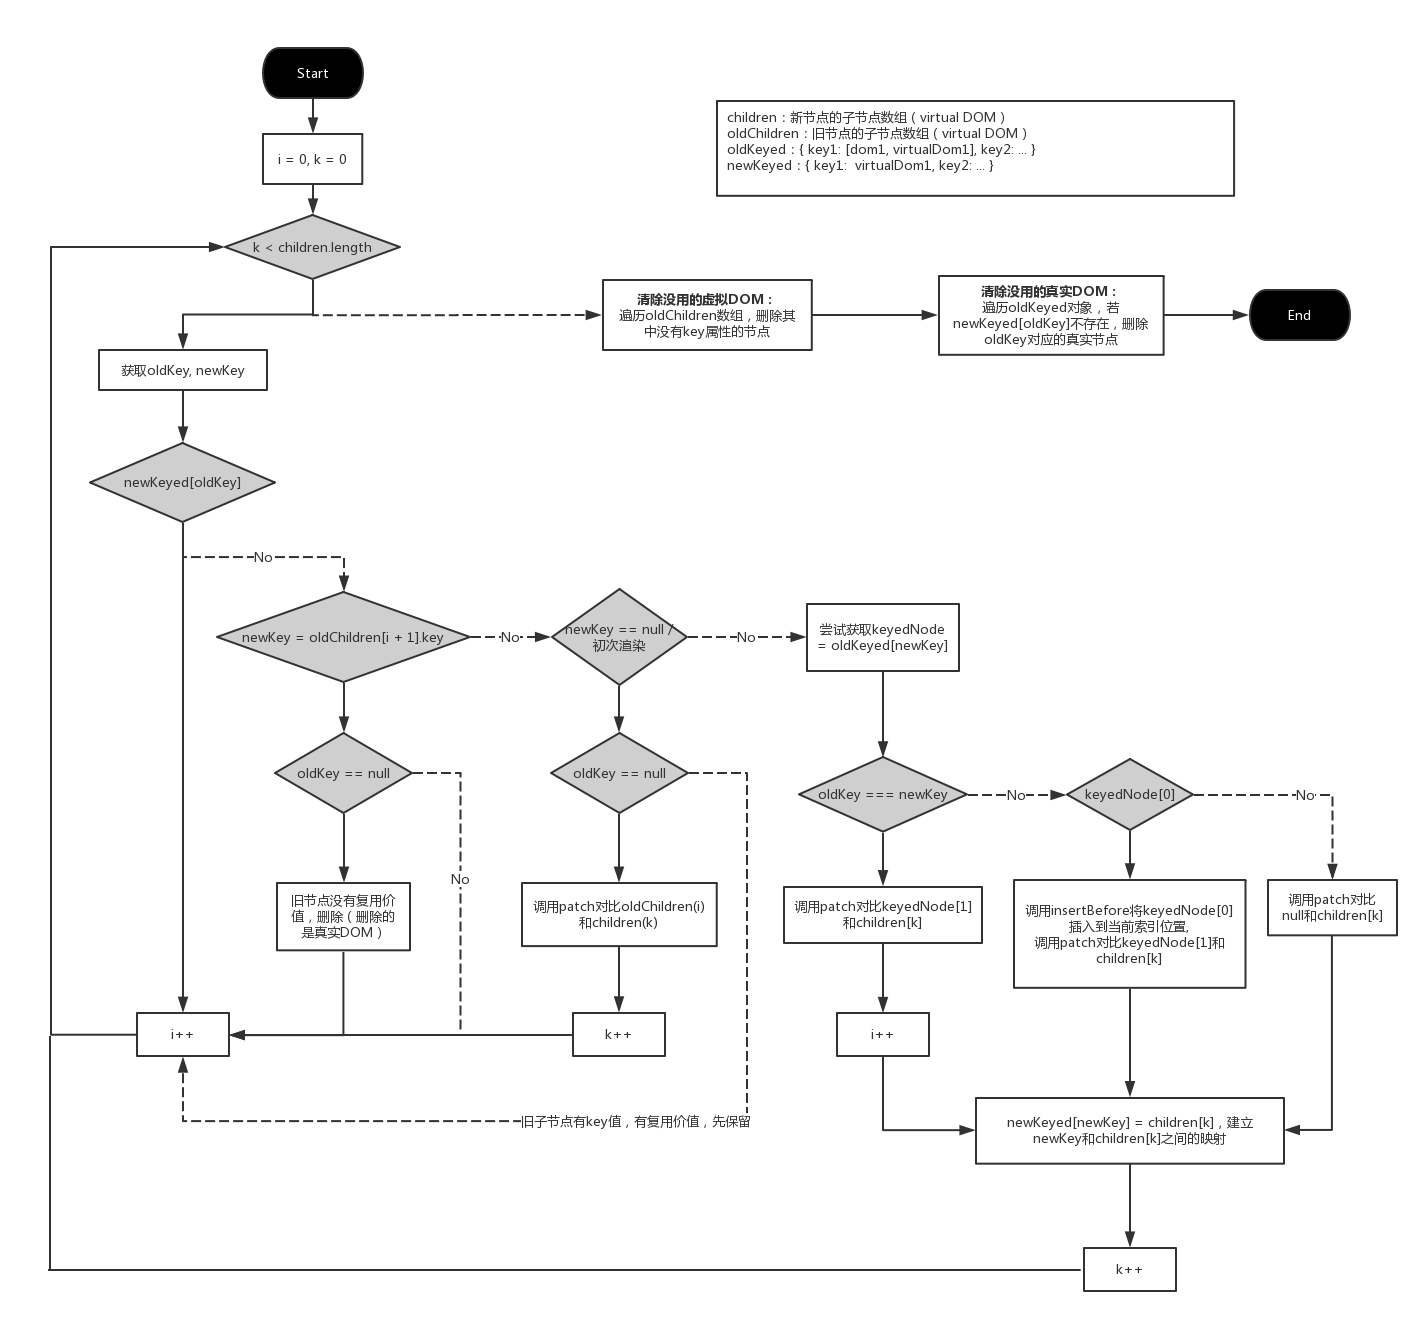 Start
children：新节点的子节点数组（virtual DOM）
oldChildren：旧节点的子节点数组（virtual DOM）
oldKeyed：{ key1: [dom1, virtualDom1], key2: ... }
newKeyed：{ key1:  virtualDom1, key2: ... }
i = 0, k = 0
k < children.length
清除没用的虚拟DOM：
遍历oldChildren数组，删除其
中没有key属性的节点
清除没用的真实DOM：
遍历oldKeyed对象，若
newKeyed[oldKey]不存在，删除
oldKey对应的真实节点
End
获取oldKey, newKey
newKeyed[oldKey]
No
newKey = oldChildren[i + 1].key
No
newKey == null /
初次渲染
No
尝试获取keyedNode
= oldKeyed[newKey]
oldKey == null
oldKey == null
oldKey === newKey
No
keyedNode[0]
No
No
旧节点没有复用价
值，删除（删除的
是真实DOM）
调用patch对比oldChildren(i)
和children(k)
调用patch对比keyedNode[1]
和children[k]
调用insertBefore将keyedNode[0]
插入到当前索引位置,
调用patch对比keyedNode[1]和
children[k]
调用patch对比
null和children[k]
i++
k++
i++
旧子节点有key值，有复用价值，先保留
newKeyed[newKey] = children[k]，建立
newKey和children[k]之间的映射
k++